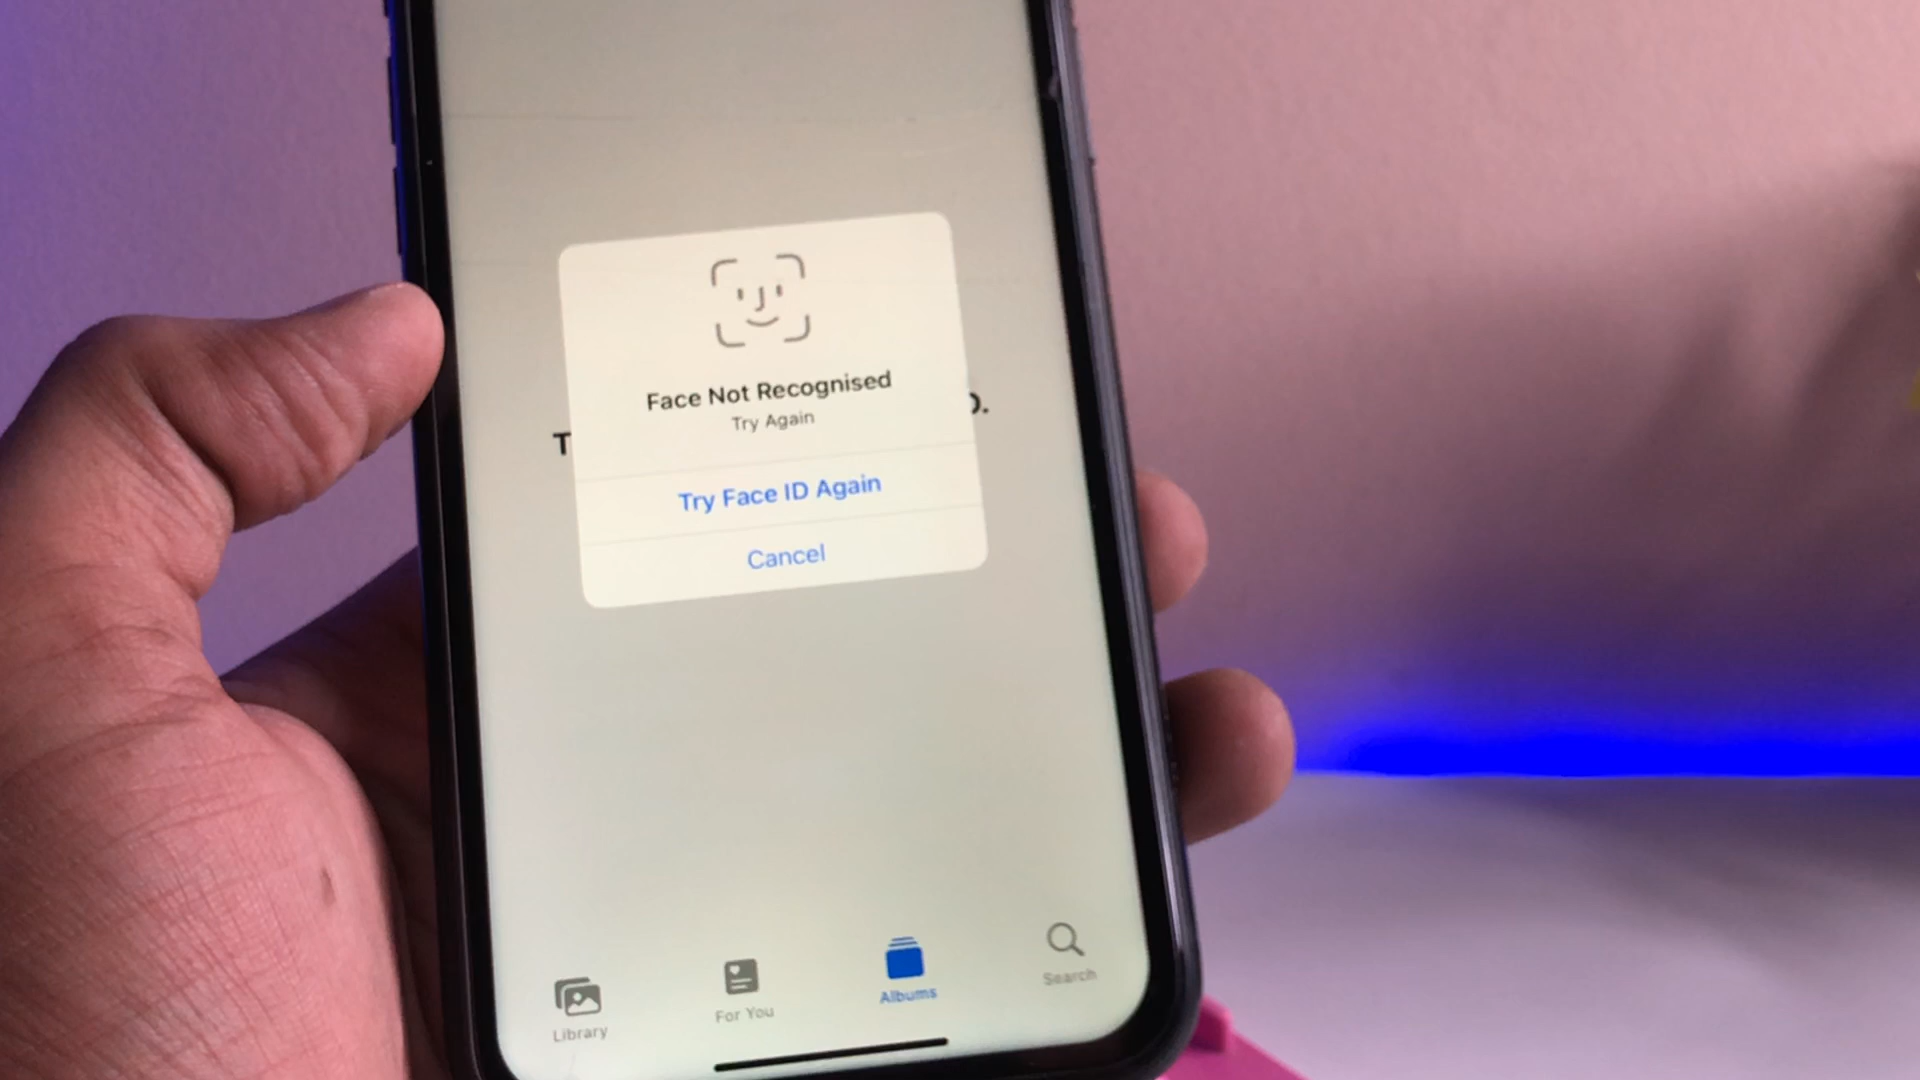 Face Not Recognised
Try Again
Try Face ID Again
Cancel
Library
For You
Albums
Search